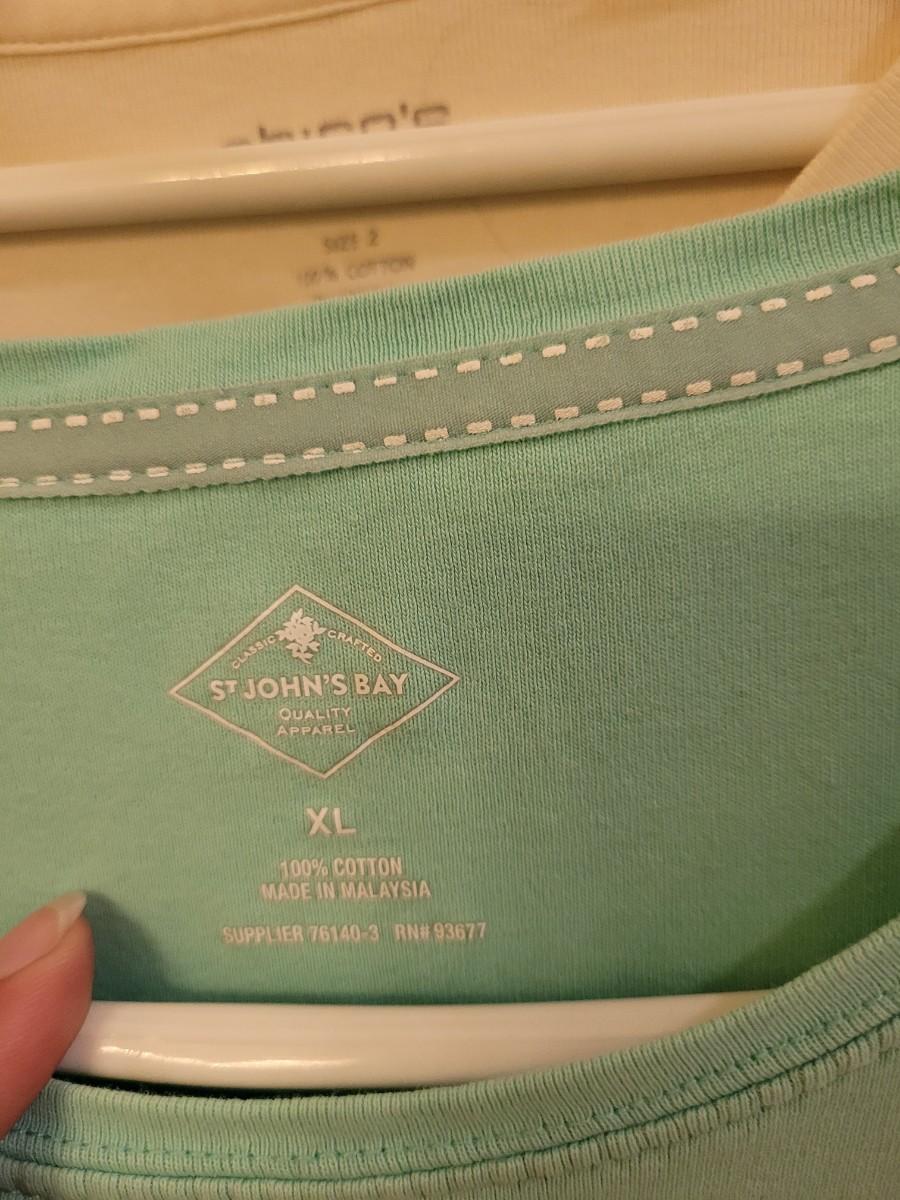 SIZE 2
100% COTTON
CLASSIC CRAFTED
ST JOHN'S BAY
QUALITY
APPAREL
XL
100% COTTON
MADE IN MALAYSIA
SUPPLIER 76140-3 RN# 93677